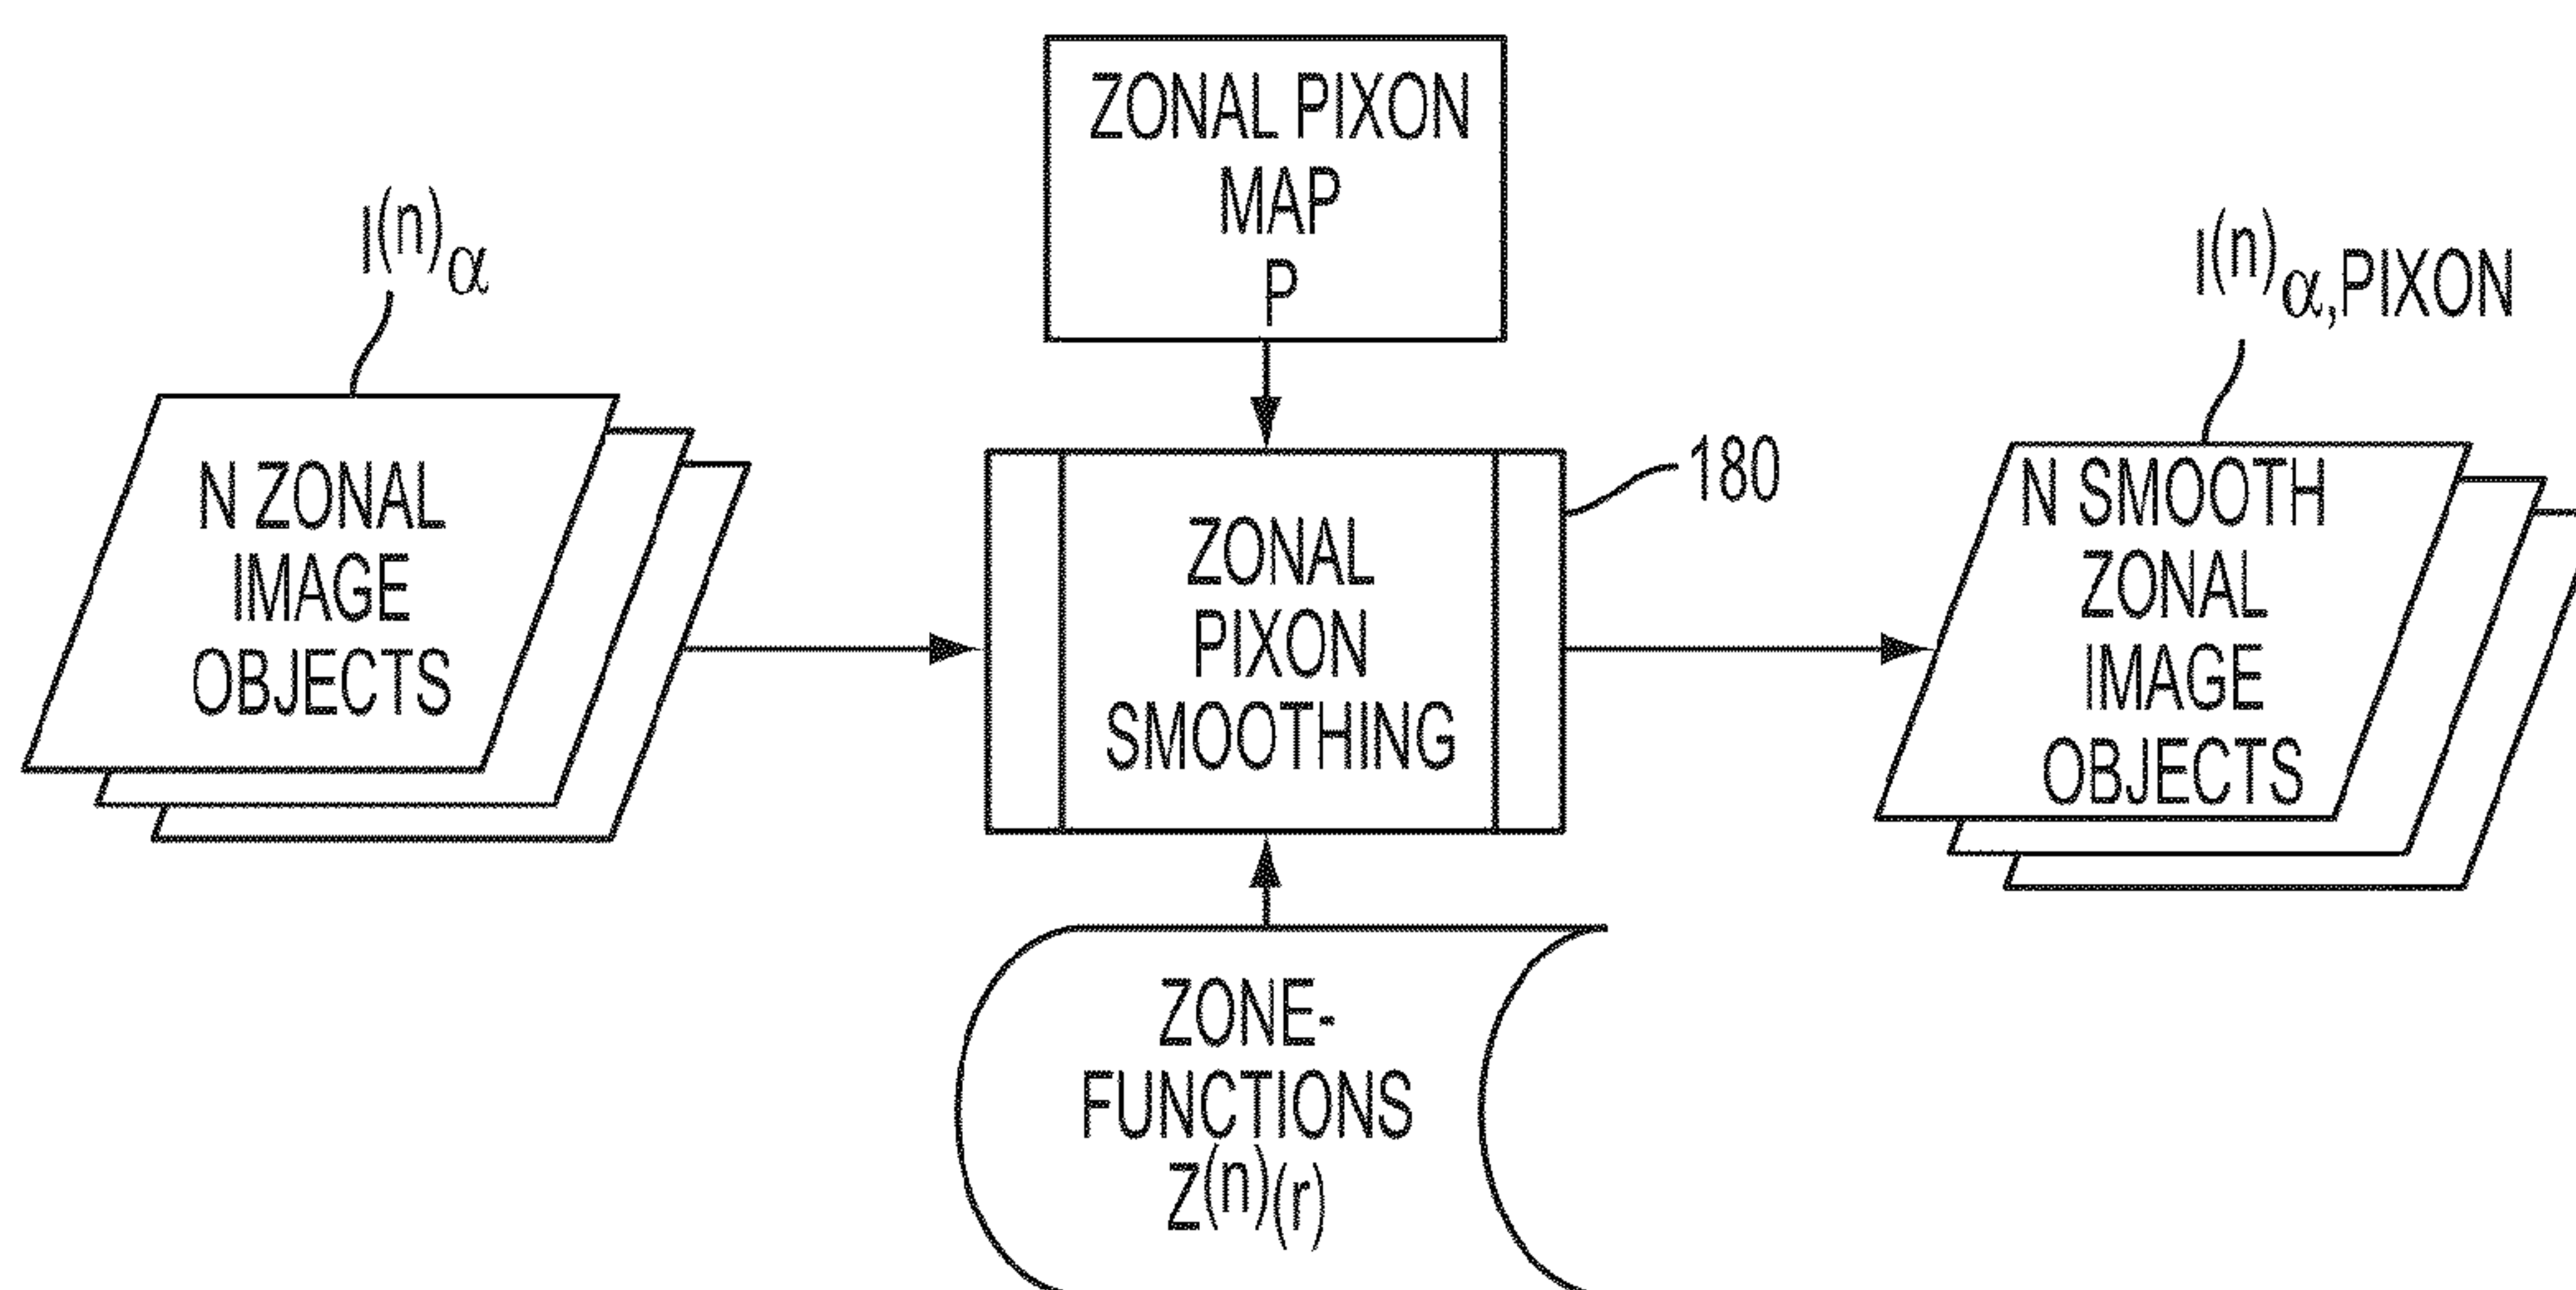 ZONAL PIXON
MAP
P
I(n)α
I(n)α,PIXON
N ZONAL
IMAGE
OBJECTS
180
ZONAL
PIXON
SMOOTHING
N SMOOTH
ZONAL
IMAGE
OBJECTS
ZONE-
FUNCTIONS
Z(n)(r)